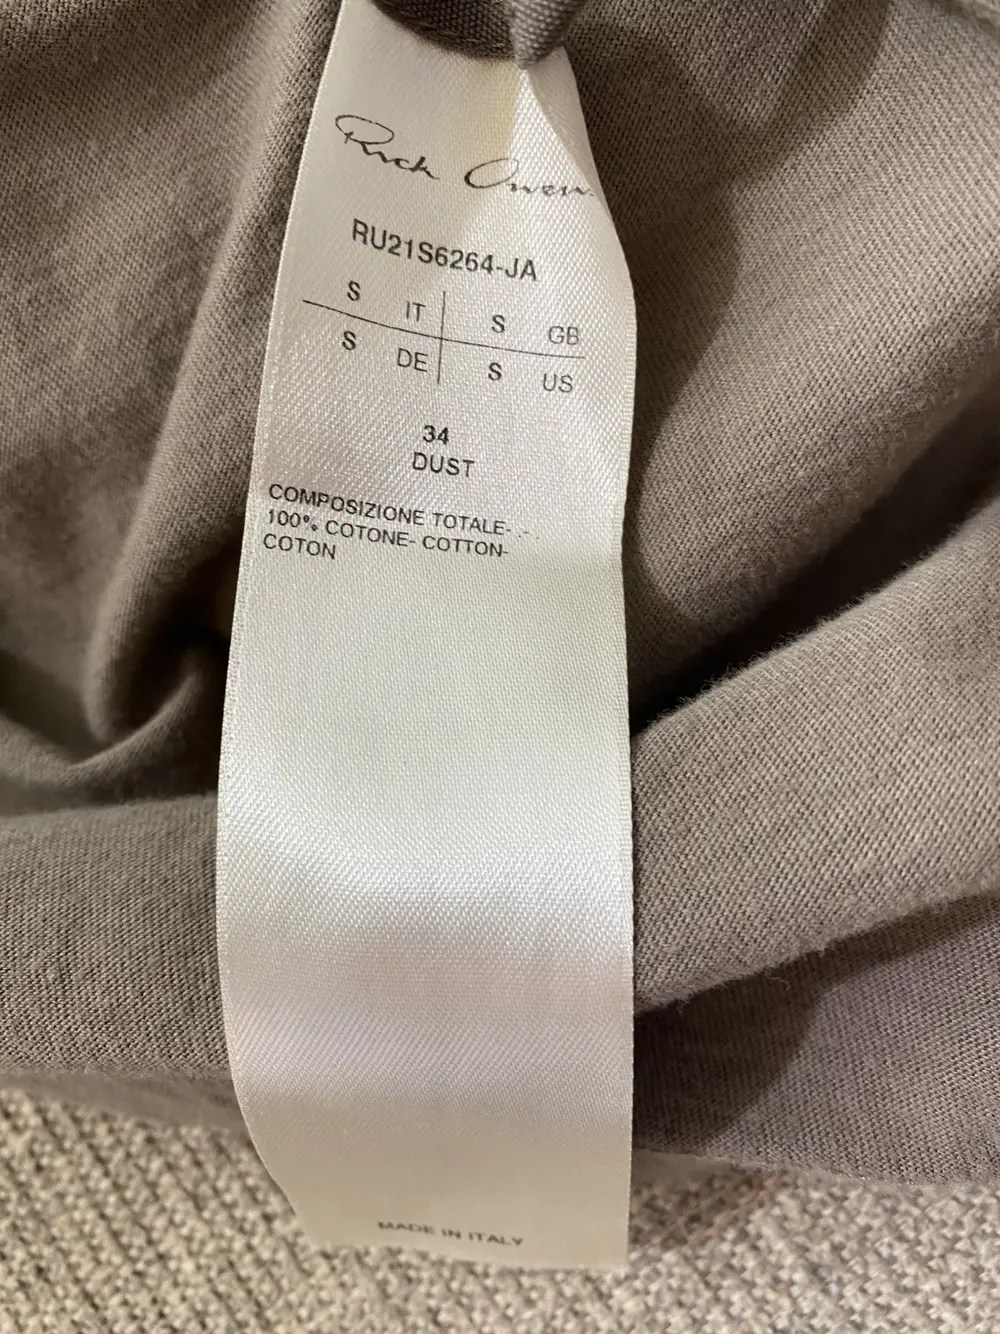 Rick Owens
RU21S6264-JA
S IT S GB
S DE S US
34
DUST
COMPOSIZIONE TOTALE- -
100% COTONE- COTTON-
COTON
MADE IN ITALY